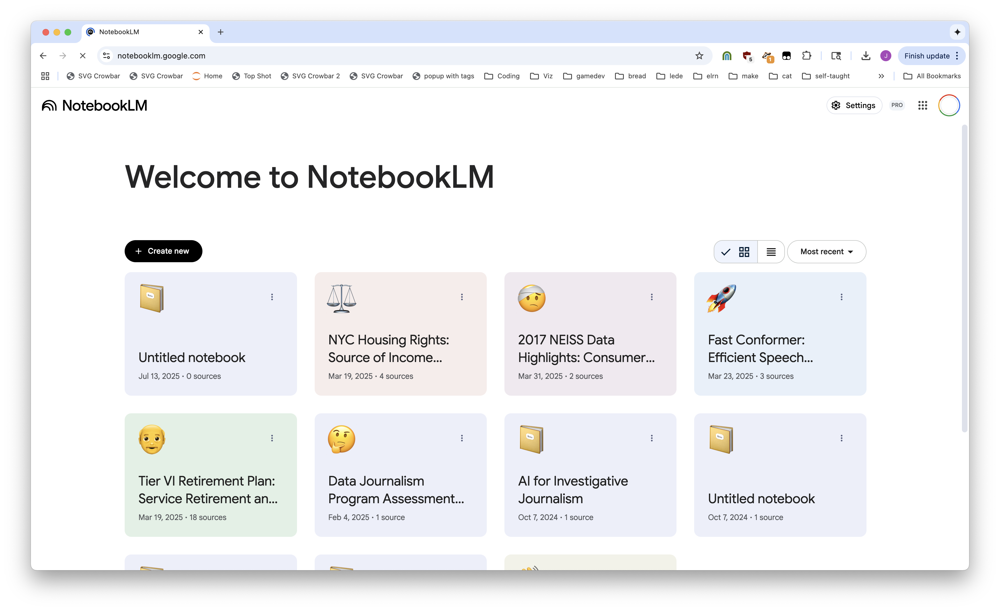 NotebookLM
notebooklm.google.com
5
1
J
Finish update
SVG Crowbar
SVG Crowbar
Home
Top Shot
SVG Crowbar 2
SVG Crowbar
popup with tags
Coding
Viz
gamedev
bread
lede
elrn
make
cat
self-taught
All Bookmarks
NotebookLM
Settings
PRO
Welcome to NotebookLM
Create new
Most recent
Notes
Untitled notebook
Jul 13, 2025 • 0 sources
NYC Housing Rights:
Source of Income...
Mar 19, 2025 • 4 sources
2017 NEISS Data
Highlights: Consumer...
Mar 31, 2025 • 2 sources
Fast Conformer:
Efficient Speech...
Mar 23, 2025 • 3 sources
Tier VI Retirement Plan:
Service Retirement an...
Mar 19, 2025 • 18 sources
Data Journalism
Program Assessment...
Feb 4, 2025 • 1 source
Notes
AI for Investigative
Journalism
Oct 7, 2024 • 1 source
Notes
Untitled notebook
Oct 7, 2024 • 1 source